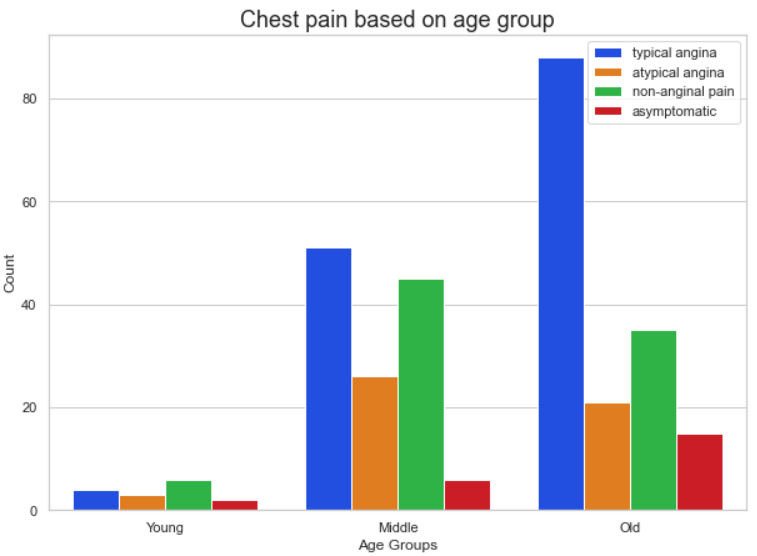 Chest pain based on age group
typical angina
atypical angina
non-anginal pain
asymptomatic
80
60
40
20
0
Count
Young Middle Old
Age Groups